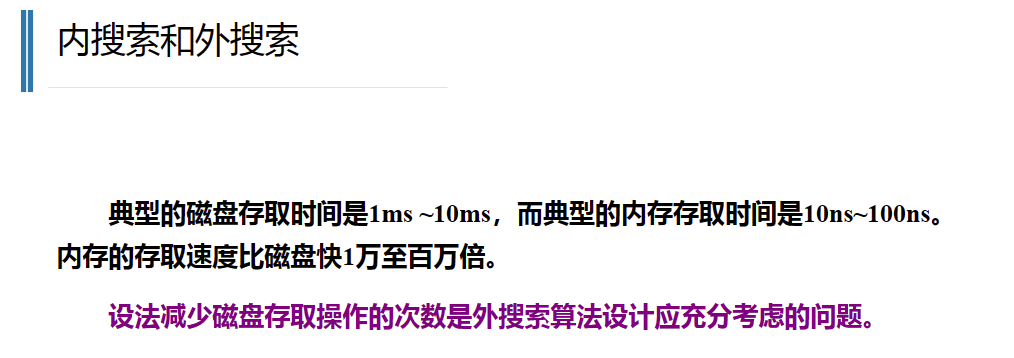 内搜索和外搜索
典型的磁盘存取时间是1ms ~10ms，而典型的内存存取时间是10ns~100ns。
内存的存取速度比磁盘快1万至百万倍。
设法减少磁盘存取操作的次数是外搜索算法设计应充分考虑的问题。